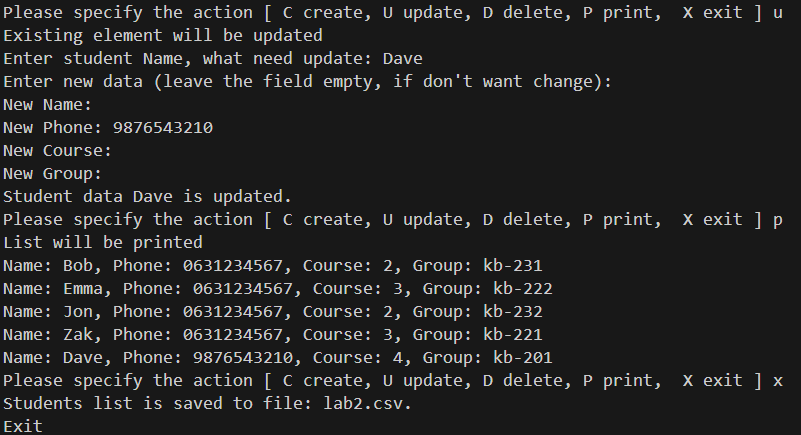 Please specify the action [ C create, U update, D delete, P print,  X exit ] u
Existing element will be updated
Enter student Name, what need update: Dave
Enter new data (leave the field empty, if don't want change):
New Name:
New Phone: 9876543210
New Course:
New Group:
Student data Dave is updated.
Please specify the action [ C create, U update, D delete, P print,  X exit ] p
List will be printed
Name: Bob, Phone: 0631234567, Course: 2, Group: kb-231
Name: Emma, Phone: 0631234567, Course: 3, Group: kb-222
Name: Jon, Phone: 0631234567, Course: 2, Group: kb-232
Name: Zak, Phone: 0631234567, Course: 3, Group: kb-221
Name: Dave, Phone: 9876543210, Course: 4, Group: kb-201
Please specify the action [ C create, U update, D delete, P print,  X exit ] x
Students list is saved to file: lab2.csv.
Exit